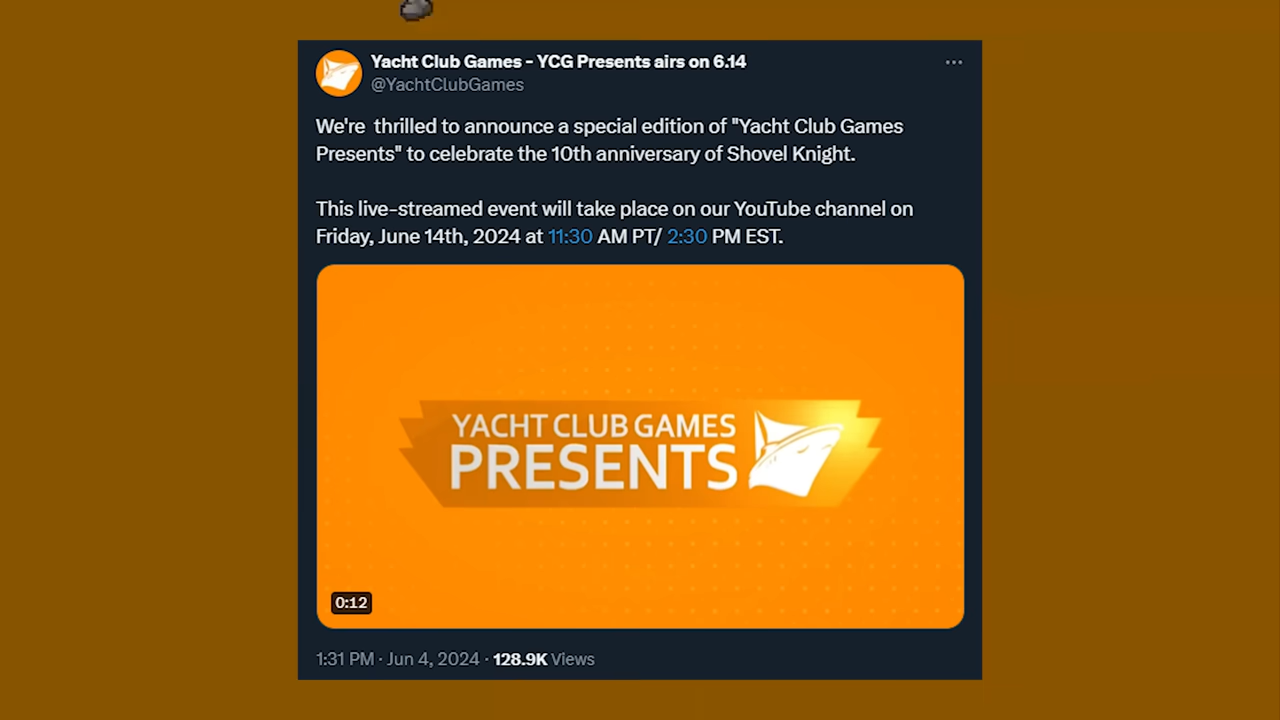 Yacht Club Games - YCG Presents airs on 6.14
@YachtClubGames
We're  thrilled to announce a special edition of "Yacht Club Games
Presents" to celebrate the 10th anniversary of Shovel Knight.
This live-streamed event will take place on our YouTube channel on
Friday, June 14th, 2024 at 11:30 AM PT/ 2:30 PM EST.
YACHT CLUB GAMES
PRESENTS
0:12
1:31 PM · Jun 4, 2024 · 128.9K Views